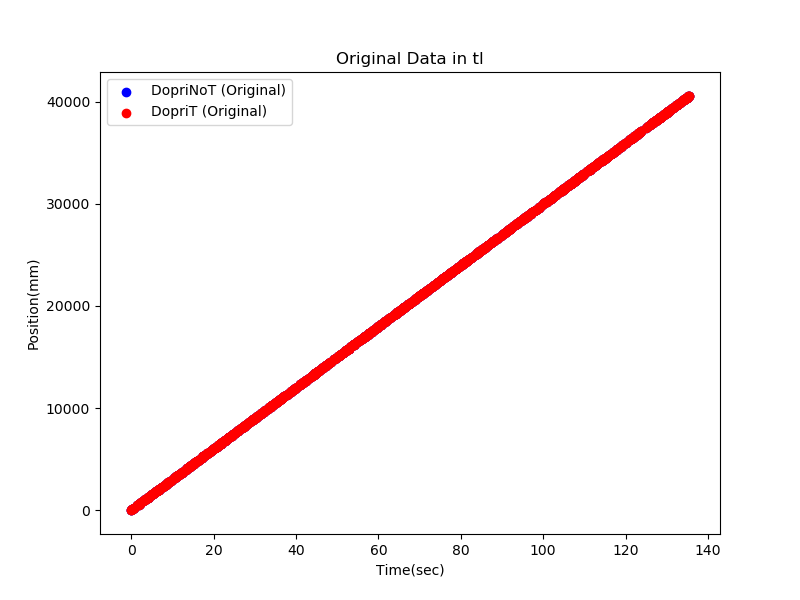 Original Data in tl
DopriNoT (Original)
DopriT (Original)
40000
30000
20000
10000
0
Position(mm)
0 20 40 60 80 100 120 140
Time(sec)